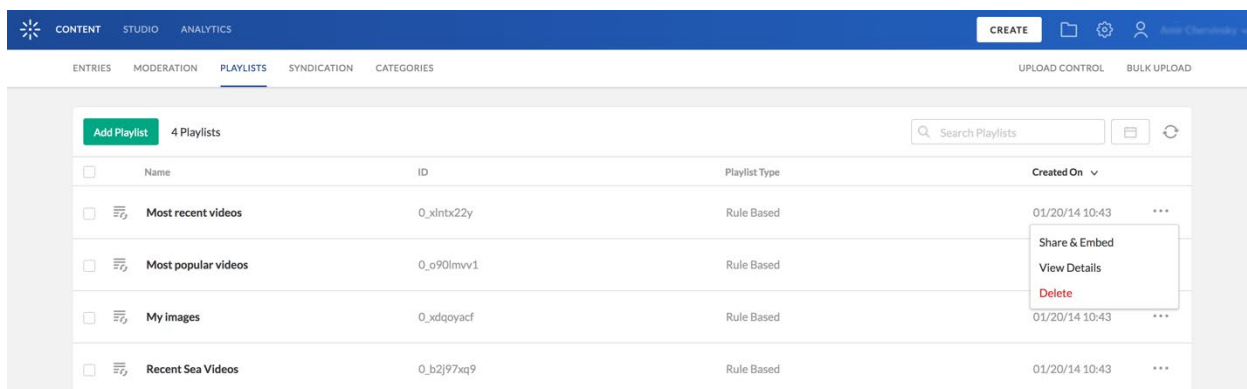 CONTENT STUDIO ANALYTICS CREATE
ENTRIES MODERATION PLAYLISTS SYNDICATION CATEGORIES UPLOAD CONTROL BULK UPLOAD
Add Playlist 4 Playlists Search Playlists
Name ID Playlist Type Created On
Most recent videos 0_xlntx22y Rule Based 01/20/14 10:43
Share & Embed
Most popular videos 0_o90lmvv1 Rule Based View Details
Delete
My images 0_xdqoyacf Rule Based 01/20/14 10:43
Recent Sea Videos 0_b2j97xq9 Rule Based 01/20/14 10:43